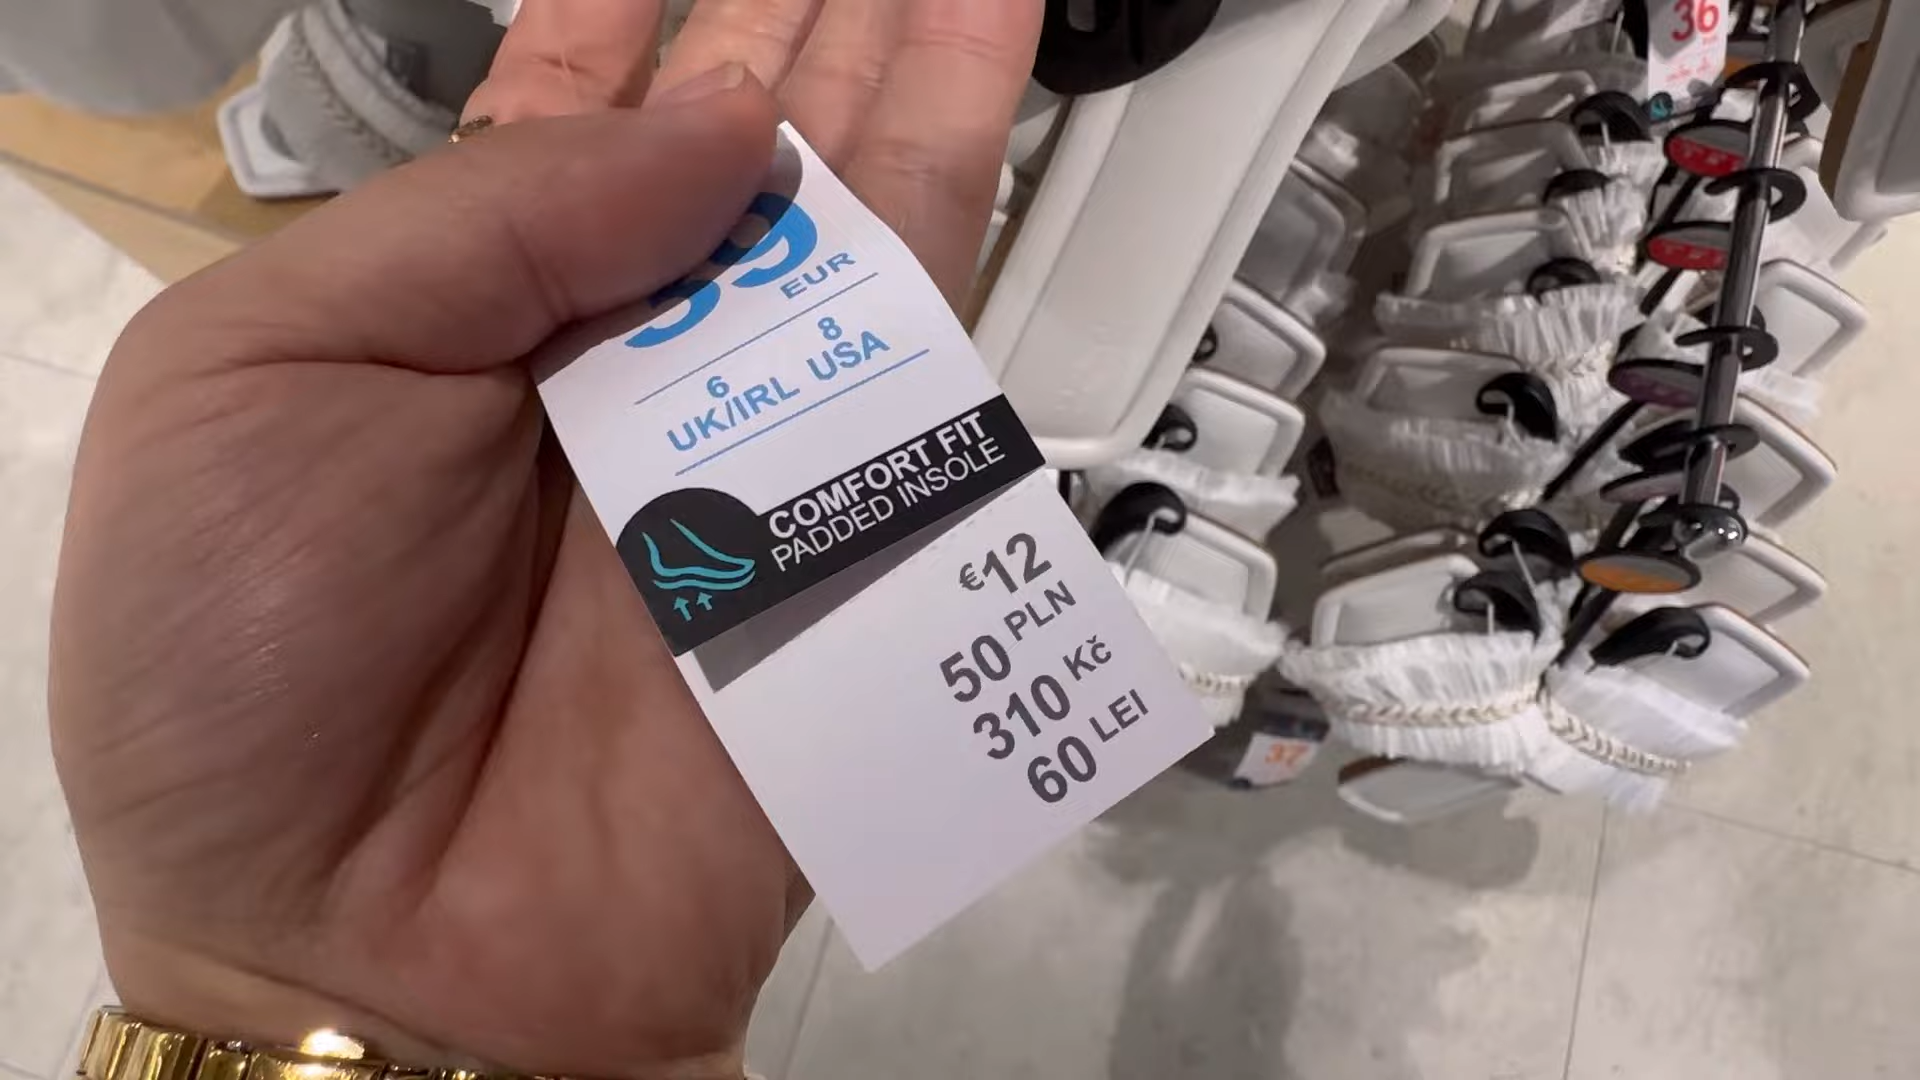 39
EUR
6 8
UK/IRL USA
COMFORT FIT
PADDED INSOLE
€12
50 PLN
310 Kč
60 LEI
36
37